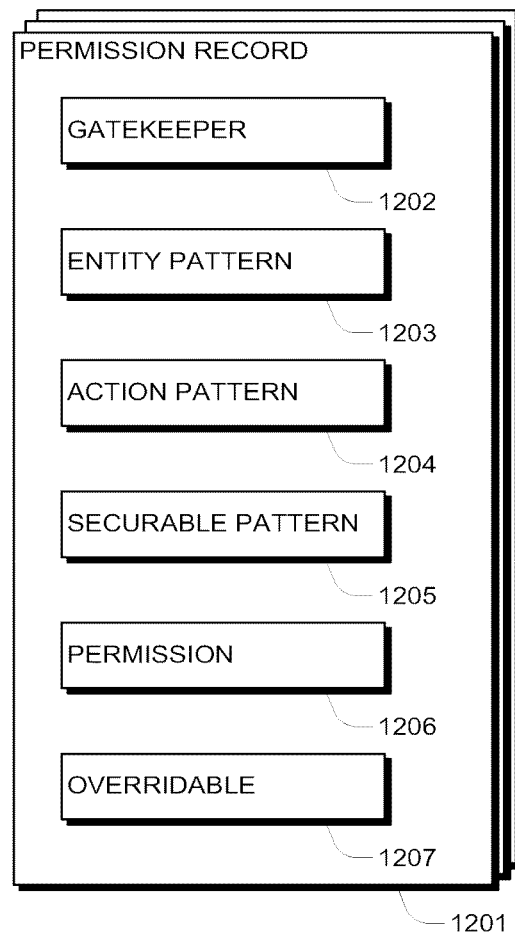 PERMISSION RECORD
GATEKEEPER
1202
ENTITY PATTERN
1203
ACTION PATTERN
1204
SECURABLE PATTERN
1205
PERMISSION
1206
OVERRIDABLE
1207
1201